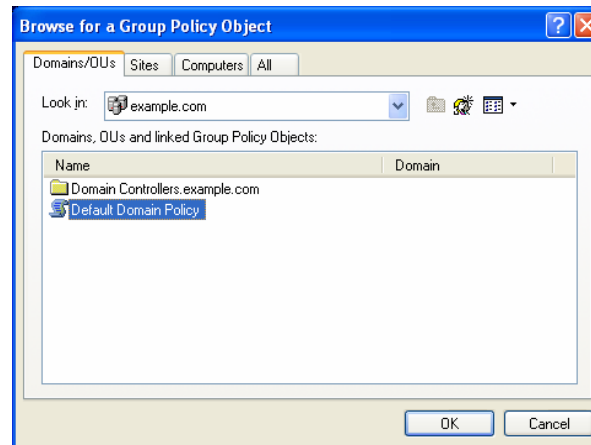 Browse for a Group Policy Object
Domains/OUs Sites Computers All
Look in: example.com
Domains, OUs and linked Group Policy Objects:
Name Domain
Domain Controllers.example.com
Default Domain Policy
OK Cancel